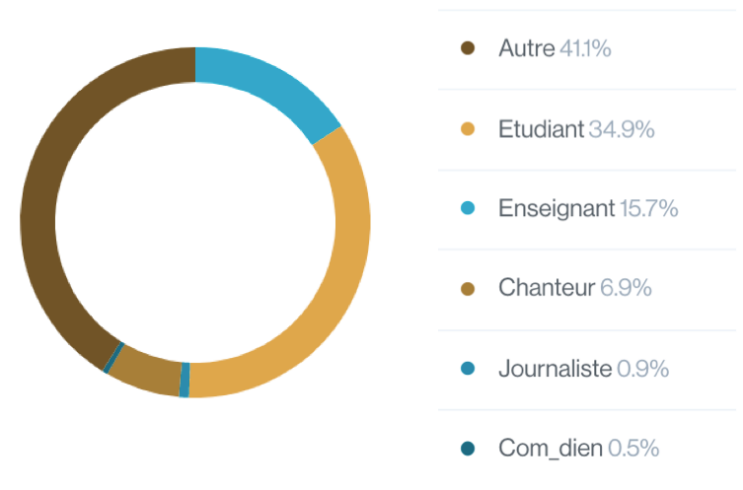 Autre 41.1%
Etudiant 34.9%
Enseignant 15.7%
Chanteur 6.9%
Journaliste 0.9%
Com_dien 0.5%